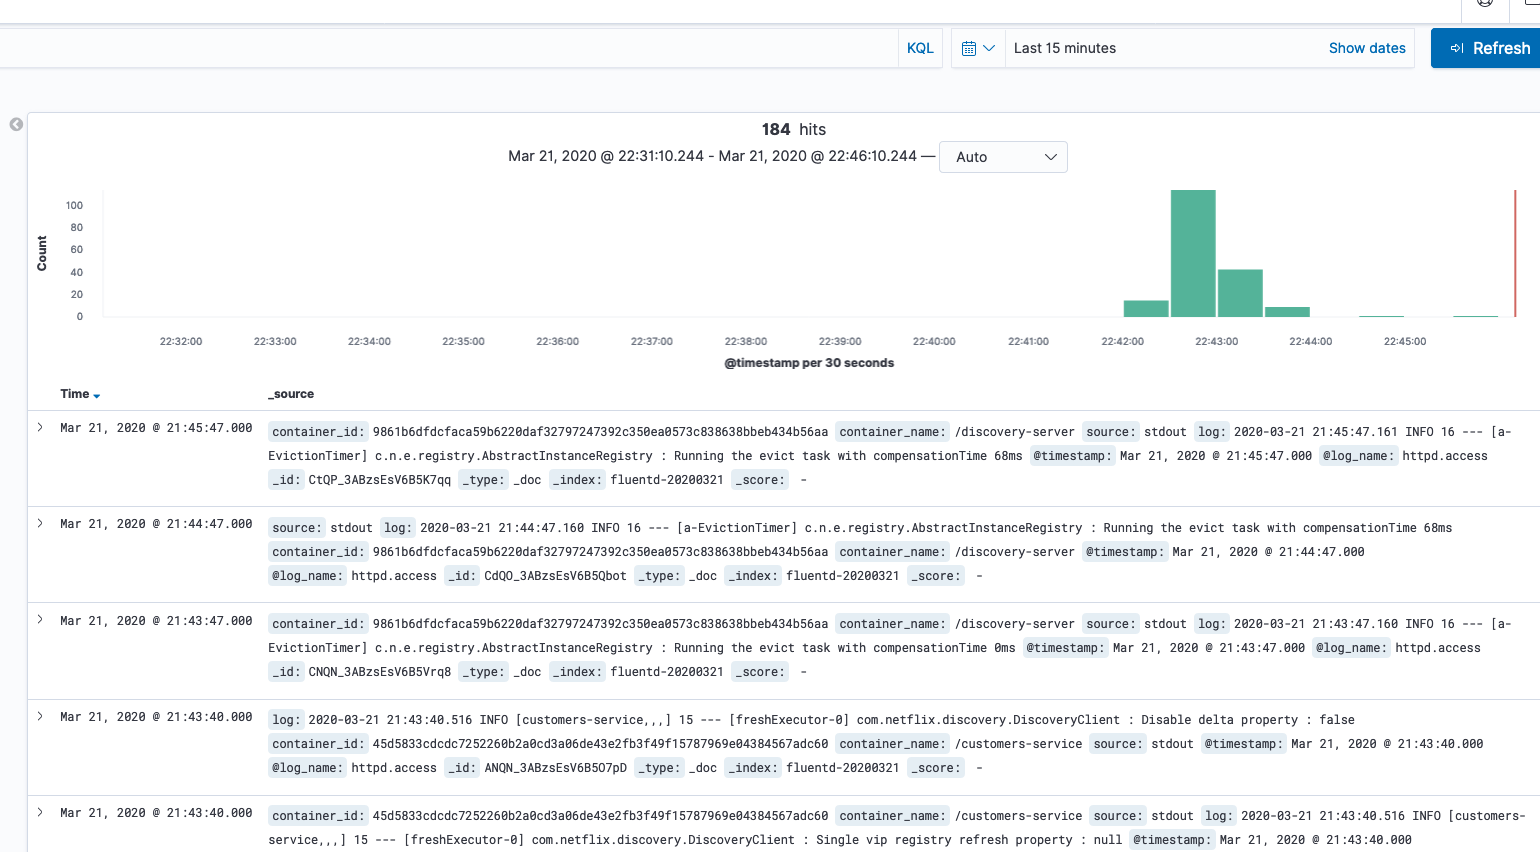 KQL Last 15 minutes Show dates Refresh
184 hits
Mar 21, 2020 @ 22:31:10.244 - Mar 21, 2020 @ 22:46:10.244 — Auto
Count
100
80
60
40
20
0
22:32:00 22:33:00 22:34:00 22:35:00 22:36:00 22:37:00 22:38:00 22:39:00 22:40:00 22:41:00 22:42:00 22:43:00 22:44:00 22:45:00
@timestamp per 30 seconds
Time _source
Mar 21, 2020 @ 21:45:47.000 container_id: 9861b6dfdcfaca59b6220daf32797247392c350ea0573c838638bbeb434b56aa container_name: /discovery-server source: stdout log: 2020-03-21 21:45:47.161 INFO 16 --- [a-
EvictionTimer] c.n.e.registry.AbstractInstanceRegistry : Running the evict task with compensationTime 68ms @timestamp: Mar 21, 2020 @ 21:45:47.000 @log_name: httpd.access
_id: CtQP_3ABzsEsV6B5K7qq _type: _doc _index: fluentd-20200321 _score: -
Mar 21, 2020 @ 21:44:47.000 source: stdout log: 2020-03-21 21:44:47.160 INFO 16 --- [a-EvictionTimer] c.n.e.registry.AbstractInstanceRegistry : Running the evict task with compensationTime 68ms
container_id: 9861b6dfdcfaca59b6220daf32797247392c350ea0573c838638bbeb434b56aa container_name: /discovery-server @timestamp: Mar 21, 2020 @ 21:44:47.000
@log_name: httpd.access _id: CdQO_3ABzsEsV6B5Qbot _type: _doc _index: fluentd-20200321 _score: -
Mar 21, 2020 @ 21:43:47.000 container_id: 9861b6dfdcfaca59b6220daf32797247392c350ea0573c838638bbeb434b56aa container_name: /discovery-server source: stdout log: 2020-03-21 21:43:47.160 INFO 16 --- [a-
EvictionTimer] c.n.e.registry.AbstractInstanceRegistry : Running the evict task with compensationTime 0ms @timestamp: Mar 21, 2020 @ 21:43:47.000 @log_name: httpd.access
_id: CNQN_3ABzsEsV6B5Vrq8 _type: _doc _index: fluentd-20200321 _score: -
Mar 21, 2020 @ 21:43:40.000 log: 2020-03-21 21:43:40.516 INFO [customers-service,,,] 15 --- [freshExecutor-0] com.netflix.discovery.DiscoveryClient : Disable delta property : false
container_id: 45d5833cdcdc7252260b2a0cd3a06de43e2fb3f49f15787969e04384567adc60 container_name: /customers-service source: stdout @timestamp: Mar 21, 2020 @ 21:43:40.000
@log_name: httpd.access _id: ANQN_3ABzsEsV6B5O7pD _type: _doc _index: fluentd-20200321 _score: -
Mar 21, 2020 @ 21:43:40.000 container_id: 45d5833cdcdc7252260b2a0cd3a06de43e2fb3f49f15787969e04384567adc60 container_name: /customers-service source: stdout log: 2020-03-21 21:43:40.516 INFO [customers-
service,,,] 15 --- [freshExecutor-0] com.netflix.discovery.DiscoveryClient : Single vip registry refresh property : null @timestamp: Mar 21, 2020 @ 21:43:40.000